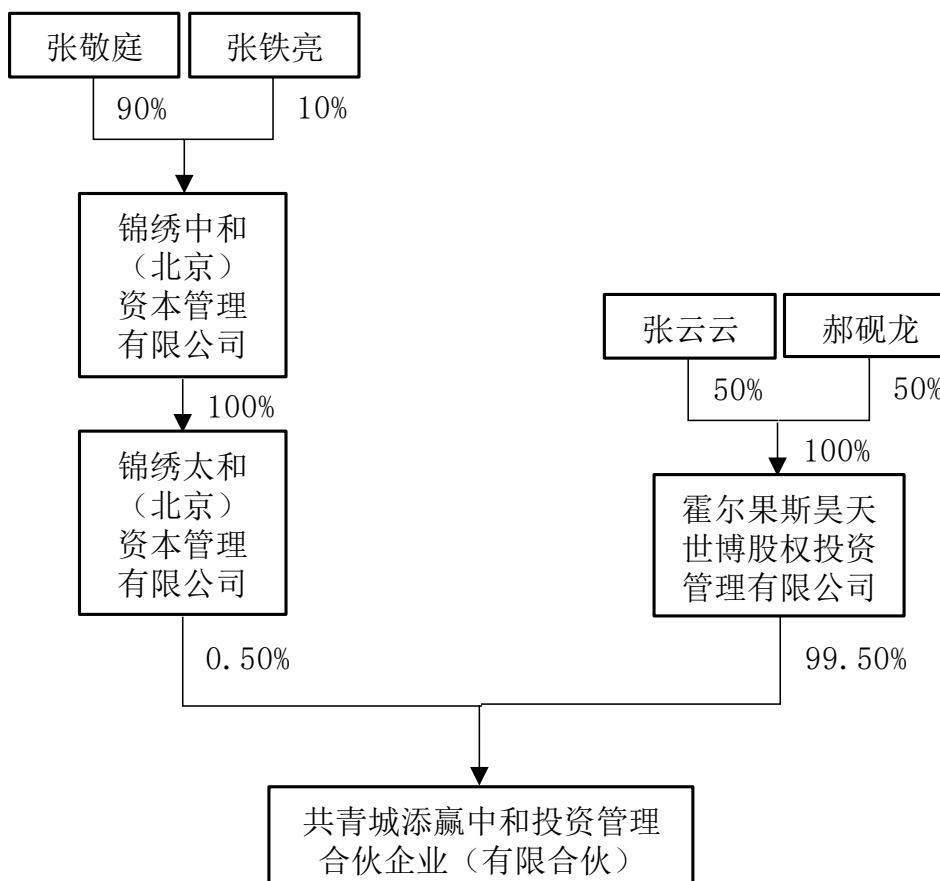 张敬庭
张铁亮
90%
10%
锦绣中和
（北京）
资本管理
有限公司
100%
锦绣太和
（北京）
资本管理
有限公司
0.50%
张云云
郝砚龙
50%
50%
100%
霍尔果斯昊天
世博股权投资
管理有限公司
99.50%
共青城添赢中和投资管理
合伙企业（有限合伙）